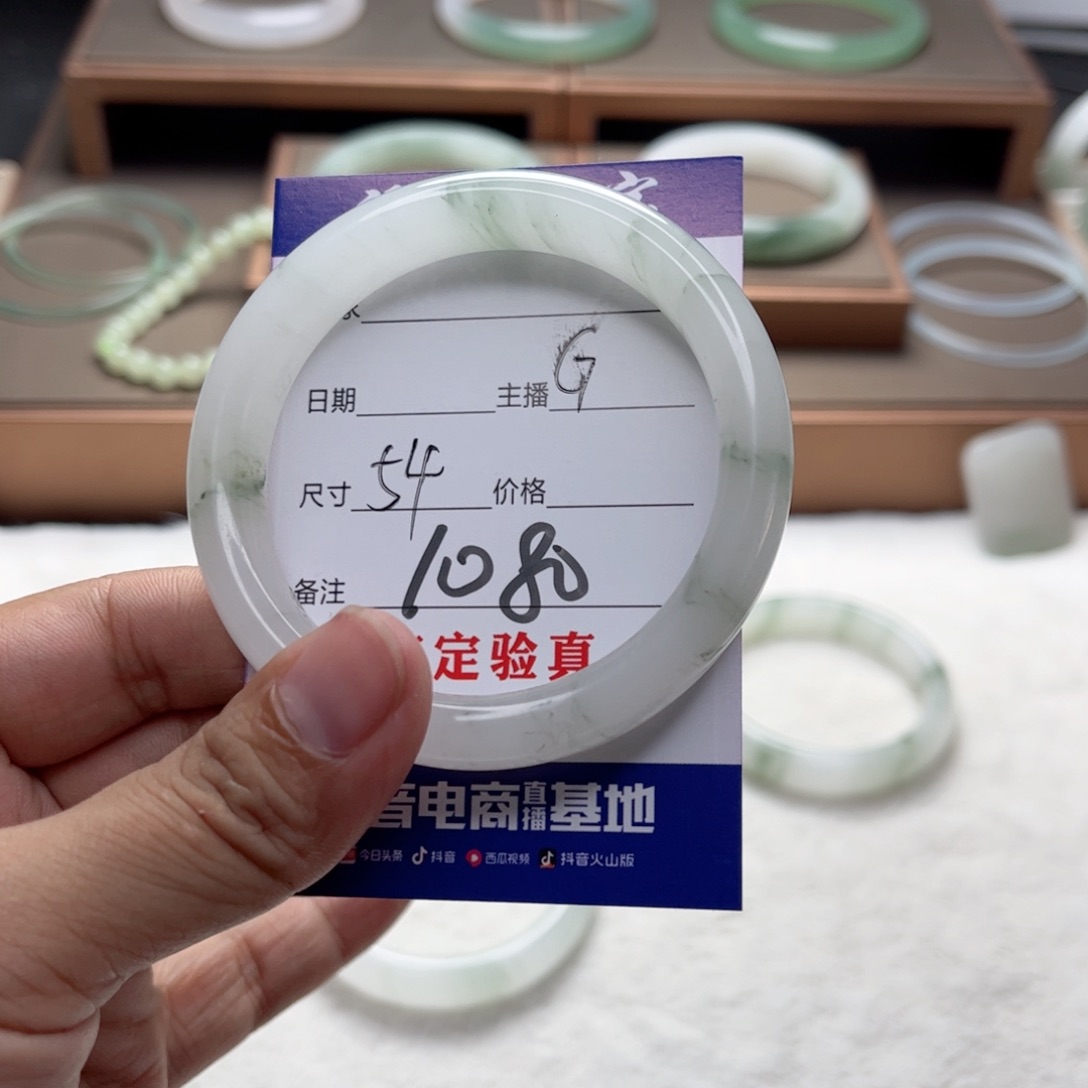 日期 主播 G
尺寸 54 价格
备注 1080
定验真
音电商直播基地
今日头条 抖音 西瓜视频 抖音火山版